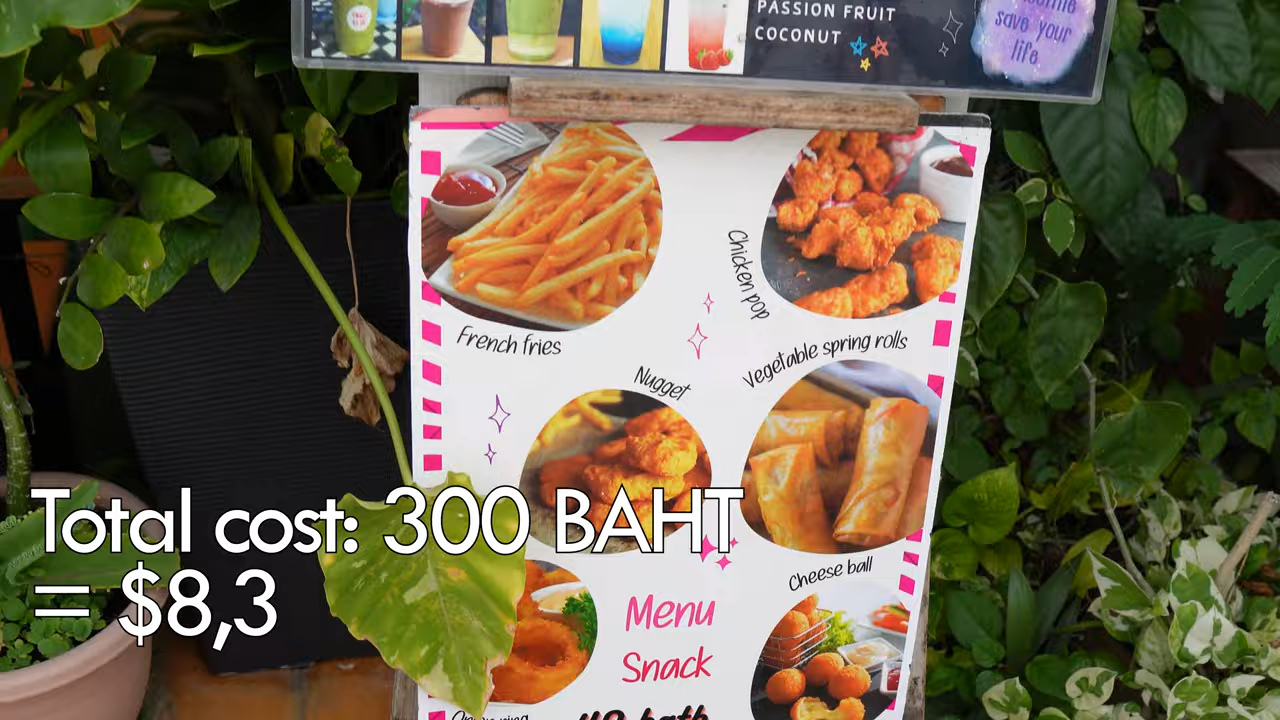 PASSION FRUIT
COCONUT
save your
life.
French fries
Chicken pop
Nugget
Vegetable spring rolls
Total cost: 300 BAHT
= $8,3
Cheese ball
Menu
Snack